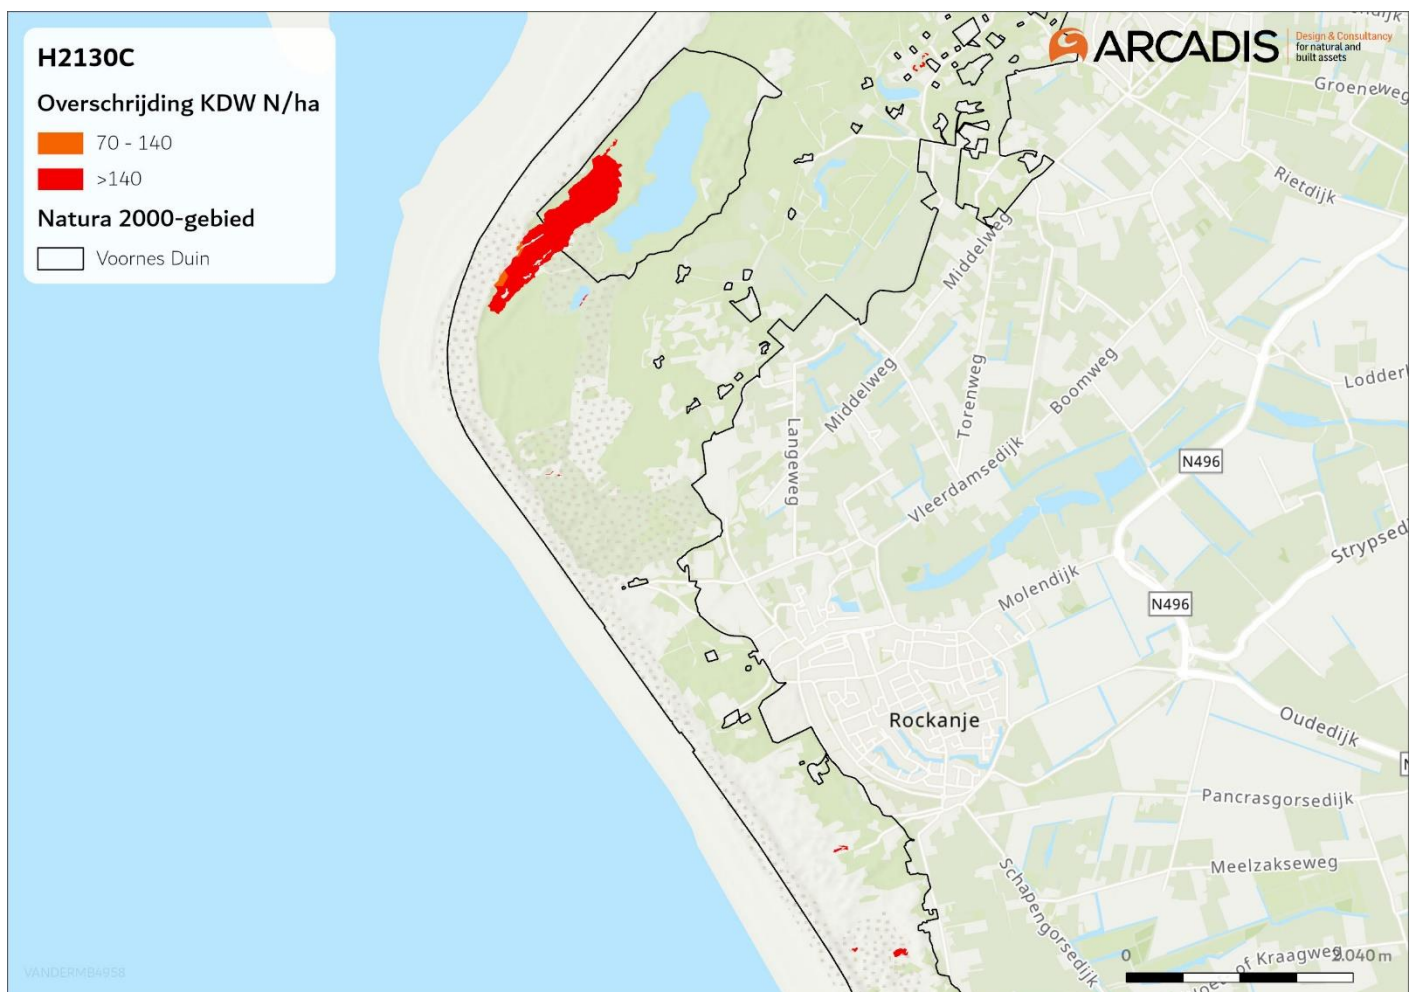 H2130C
Overschrijding KDW N/ha
70 - 140
>140
Natura 2000-gebied
Voornes Duin
ARCADIS
Design & Consultancy
for natural and
built assets
Groeneweg
Rietdijk
Middelweg
Lodder
Torenweg
Boomweg
Middelweg
Langeweg
N496
Vleerdamsedijk
Strypsedi
Molendijk
N496
Rockanje
Oudedijk
N
Pancrasgorsedijk
Meelzakseweg
Schapengorsedijk
of Kraagweg
0
2.040 m
VANDERMB4958